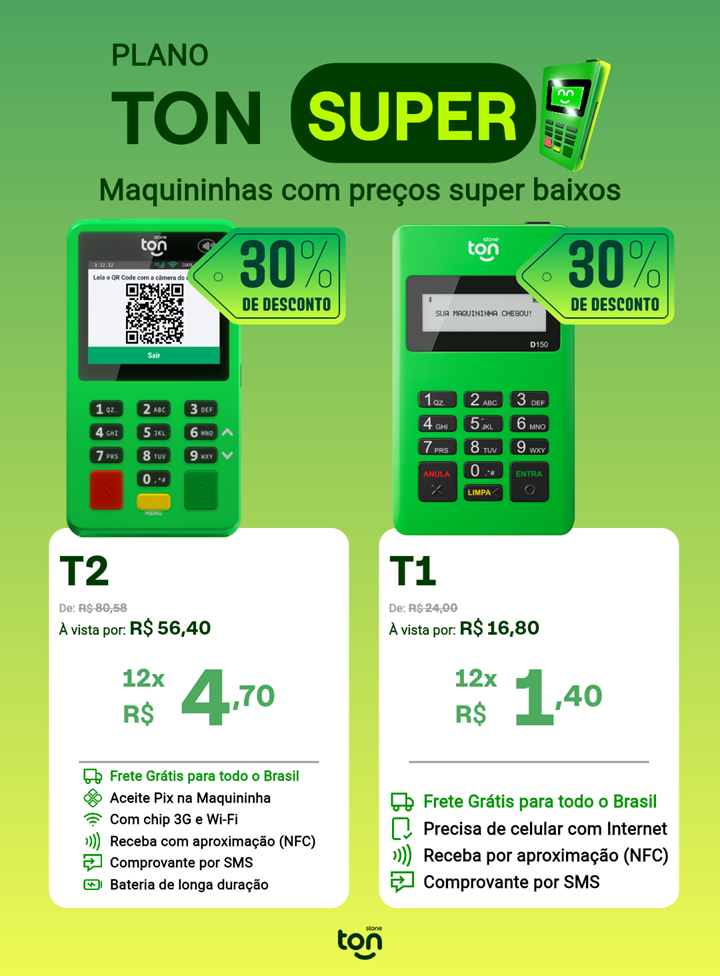 PLANO
TON SUPER
Maquininhas com preços super baixos
stone
ton
3.12.12
100%
Leia o QR Code com a câmera do
Sair
30%
DE DESCONTO
1 QZ. 2 ABC 3 DEF
4 GHI 5 JKL 6 MNO
7 PRS 8 TUV 9 WXY
0 .*#
MENU
stone
ton
SUA MAQUININHA CHEGOU!
D150
30%
DE DESCONTO
1 QZ. 2 ABC 3 DEF
4 GHI 5 JKL 6 MNO
7 PRS 8 TUV 9 WXY
ANULA 0 .*# ENTRA
LIMPA
T2
De: R$ 80,58
À vista por: R$ 56,40
12x
R$ 4,70
Frete Grátis para todo o Brasil
Aceite Pix na Maquininha
Com chip 3G e Wi-Fi
Receba com aproximação (NFC)
Comprovante por SMS
Bateria de longa duração
T1
De: R$ 24,00
À vista por: R$ 16,80
12x
R$ 1,40
Frete Grátis para todo o Brasil
Precisa de celular com Internet
Receba por aproximação (NFC)
Comprovante por SMS
stone
ton